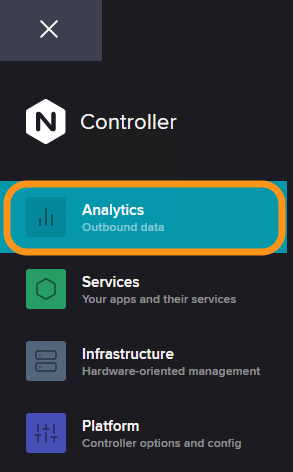 N
Controller
Analytics
Outbound data
Services
Your apps and their services
Infrastructure
Hardware-oriented management
Platform
Controller options and config